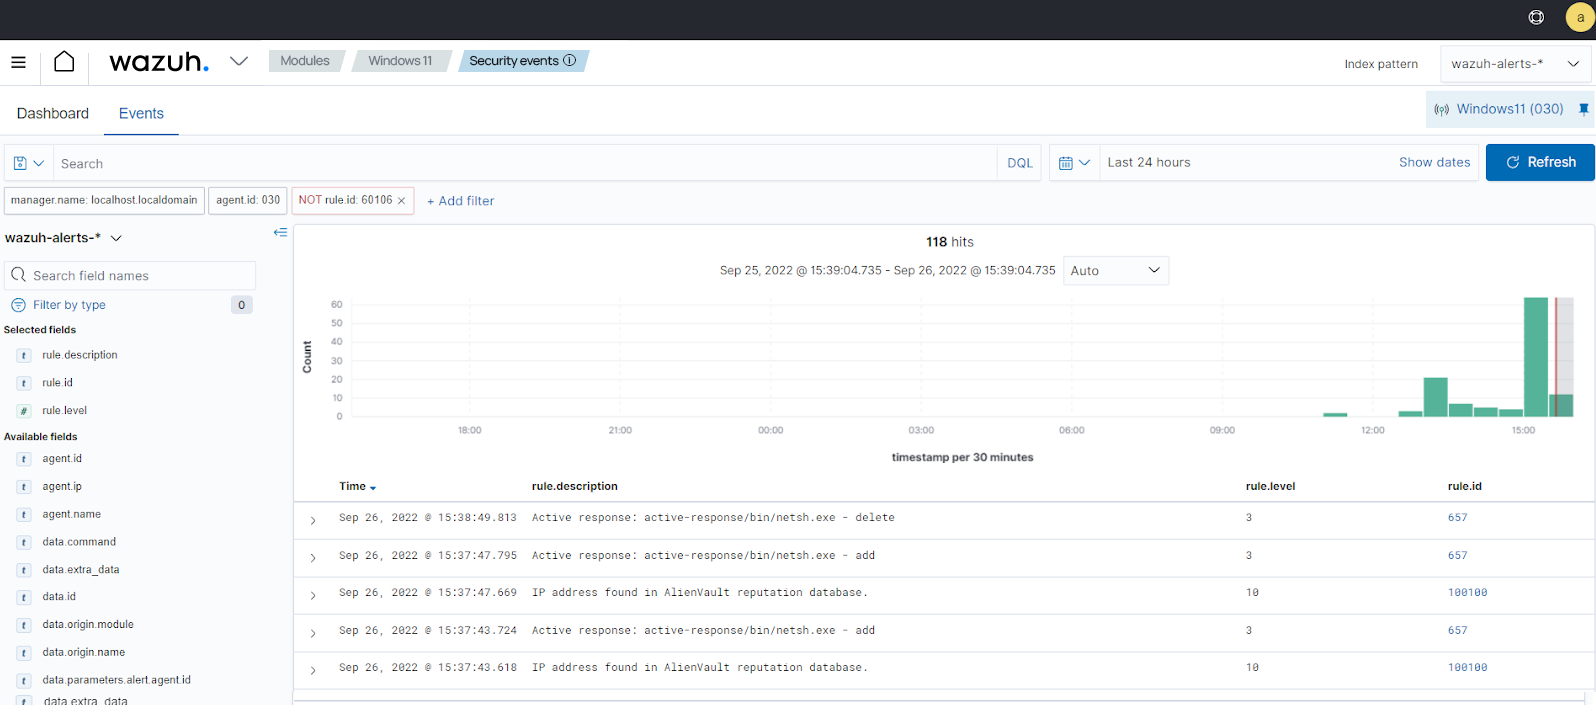 a
wazuh.
Modules
Windows 11
Security events
Index pattern
wazuh-alerts-*
Dashboard
Events
Windows11 (030)
Search
DQL
Last 24 hours
Show dates
Refresh
manager.name: localhost.localdomain
agent.id: 030
NOT rule.id: 60106 ×
+ Add filter
wazuh-alerts-*
Search field names
Filter by type
0
Selected fields
t rule.description
t rule.id
# rule.level
Available fields
t agent.id
t agent.ip
t agent.name
t data.command
t data.extra_data
t data.id
t data.origin.module
t data.origin.name
t data.parameters.alert.agent.id
t data.extra_data
118 hits
Sep 25, 2022 @ 15:39:04.735 - Sep 26, 2022 @ 15:39:04.735
Auto
Count
60
50
40
30
20
10
0
18:00 21:00 00:00 03:00 06:00 09:00 12:00 15:00
timestamp per 30 minutes
Time rule.description rule.level rule.id
Sep 26, 2022 @ 15:38:49.813 Active response: active-response/bin/netsh.exe - delete 3 657
Sep 26, 2022 @ 15:37:47.795 Active response: active-response/bin/netsh.exe - add 3 657
Sep 26, 2022 @ 15:37:47.669 IP address found in AlienVault reputation database. 10 100100
Sep 26, 2022 @ 15:37:43.724 Active response: active-response/bin/netsh.exe - add 3 657
Sep 26, 2022 @ 15:37:43.618 IP address found in AlienVault reputation database. 10 100100